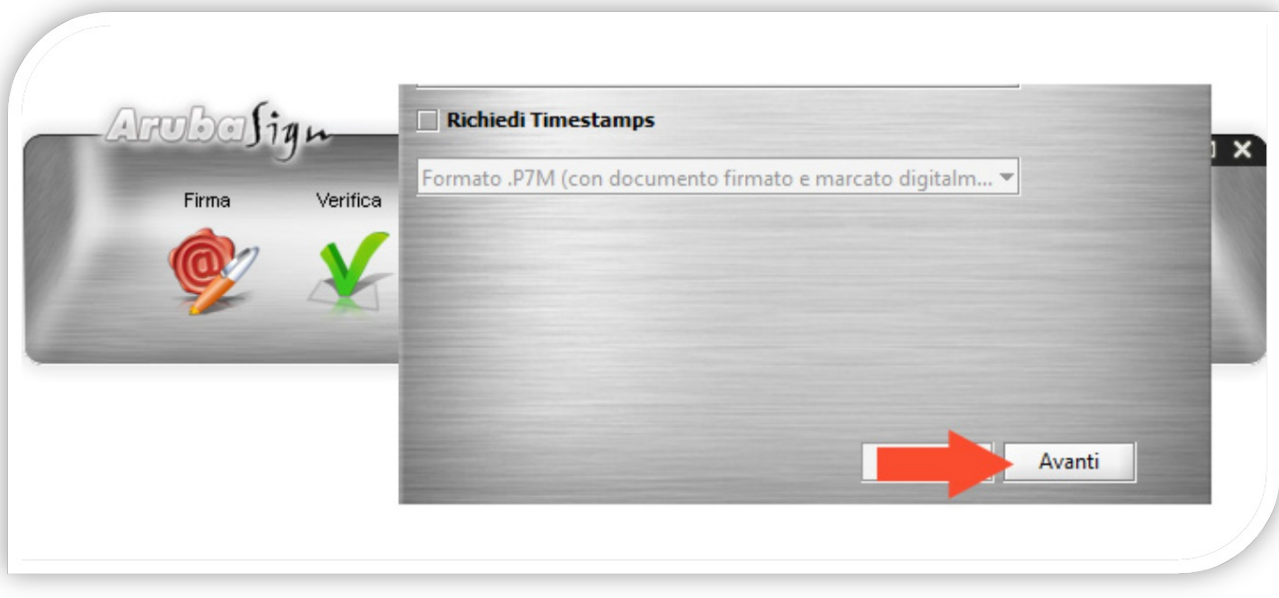 ArubaSign
Firma
Verifica
Richiedi Timestamps
Formato .P7M (con documento firmato e marcato digitalm...
Avanti